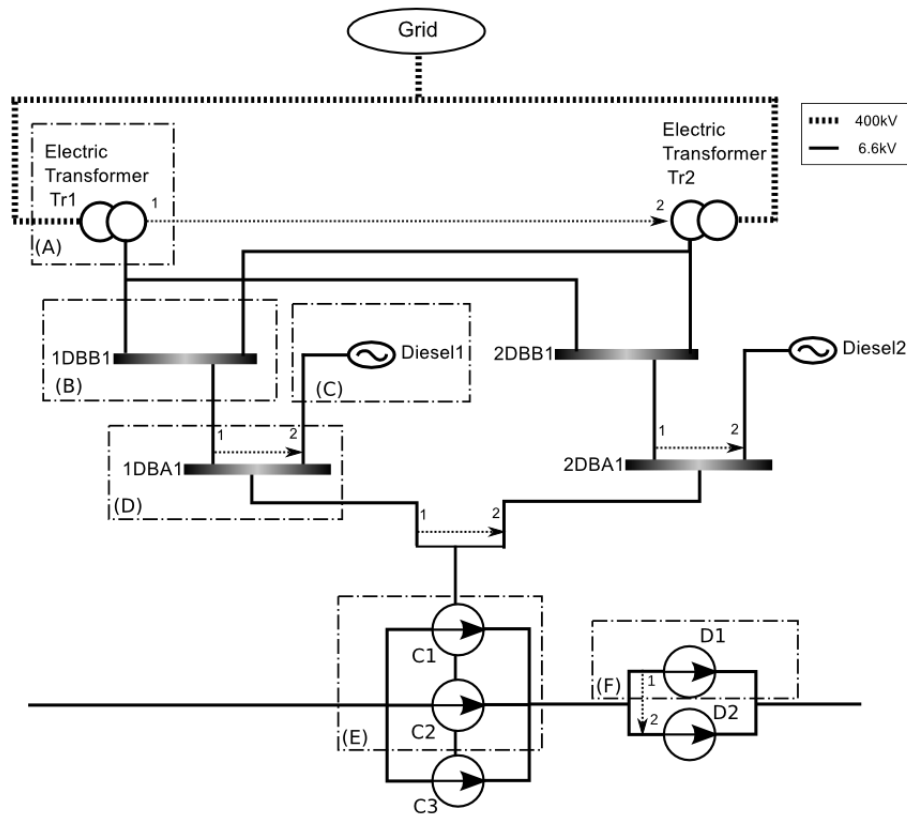 Grid
400kV
6.6kV
Electric
Transformer
Tr1
1
(A)
Electric
Transformer
Tr2
2
1DBB1
(B)
Diesel1
(C)
2DBB1
Diesel2
1
2
1DBA1
(D)
1
2
2DBA1
1
2
C1
C2
(E)
C3
D1
(F)
1
2
D2